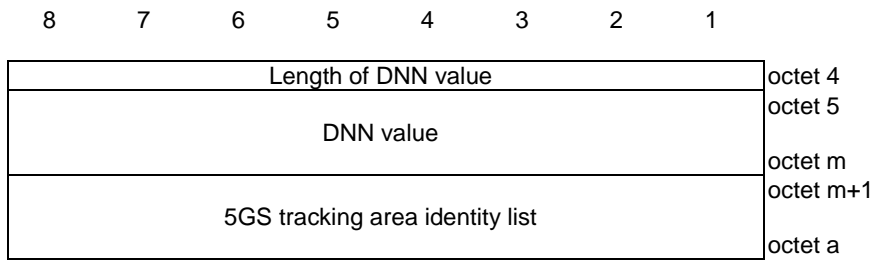 8 7 6 5 4 3 2 1
Length of DNN value octet 4
octet 5
DNN value
octet m
octet m+1
5GS tracking area identity list
octet a